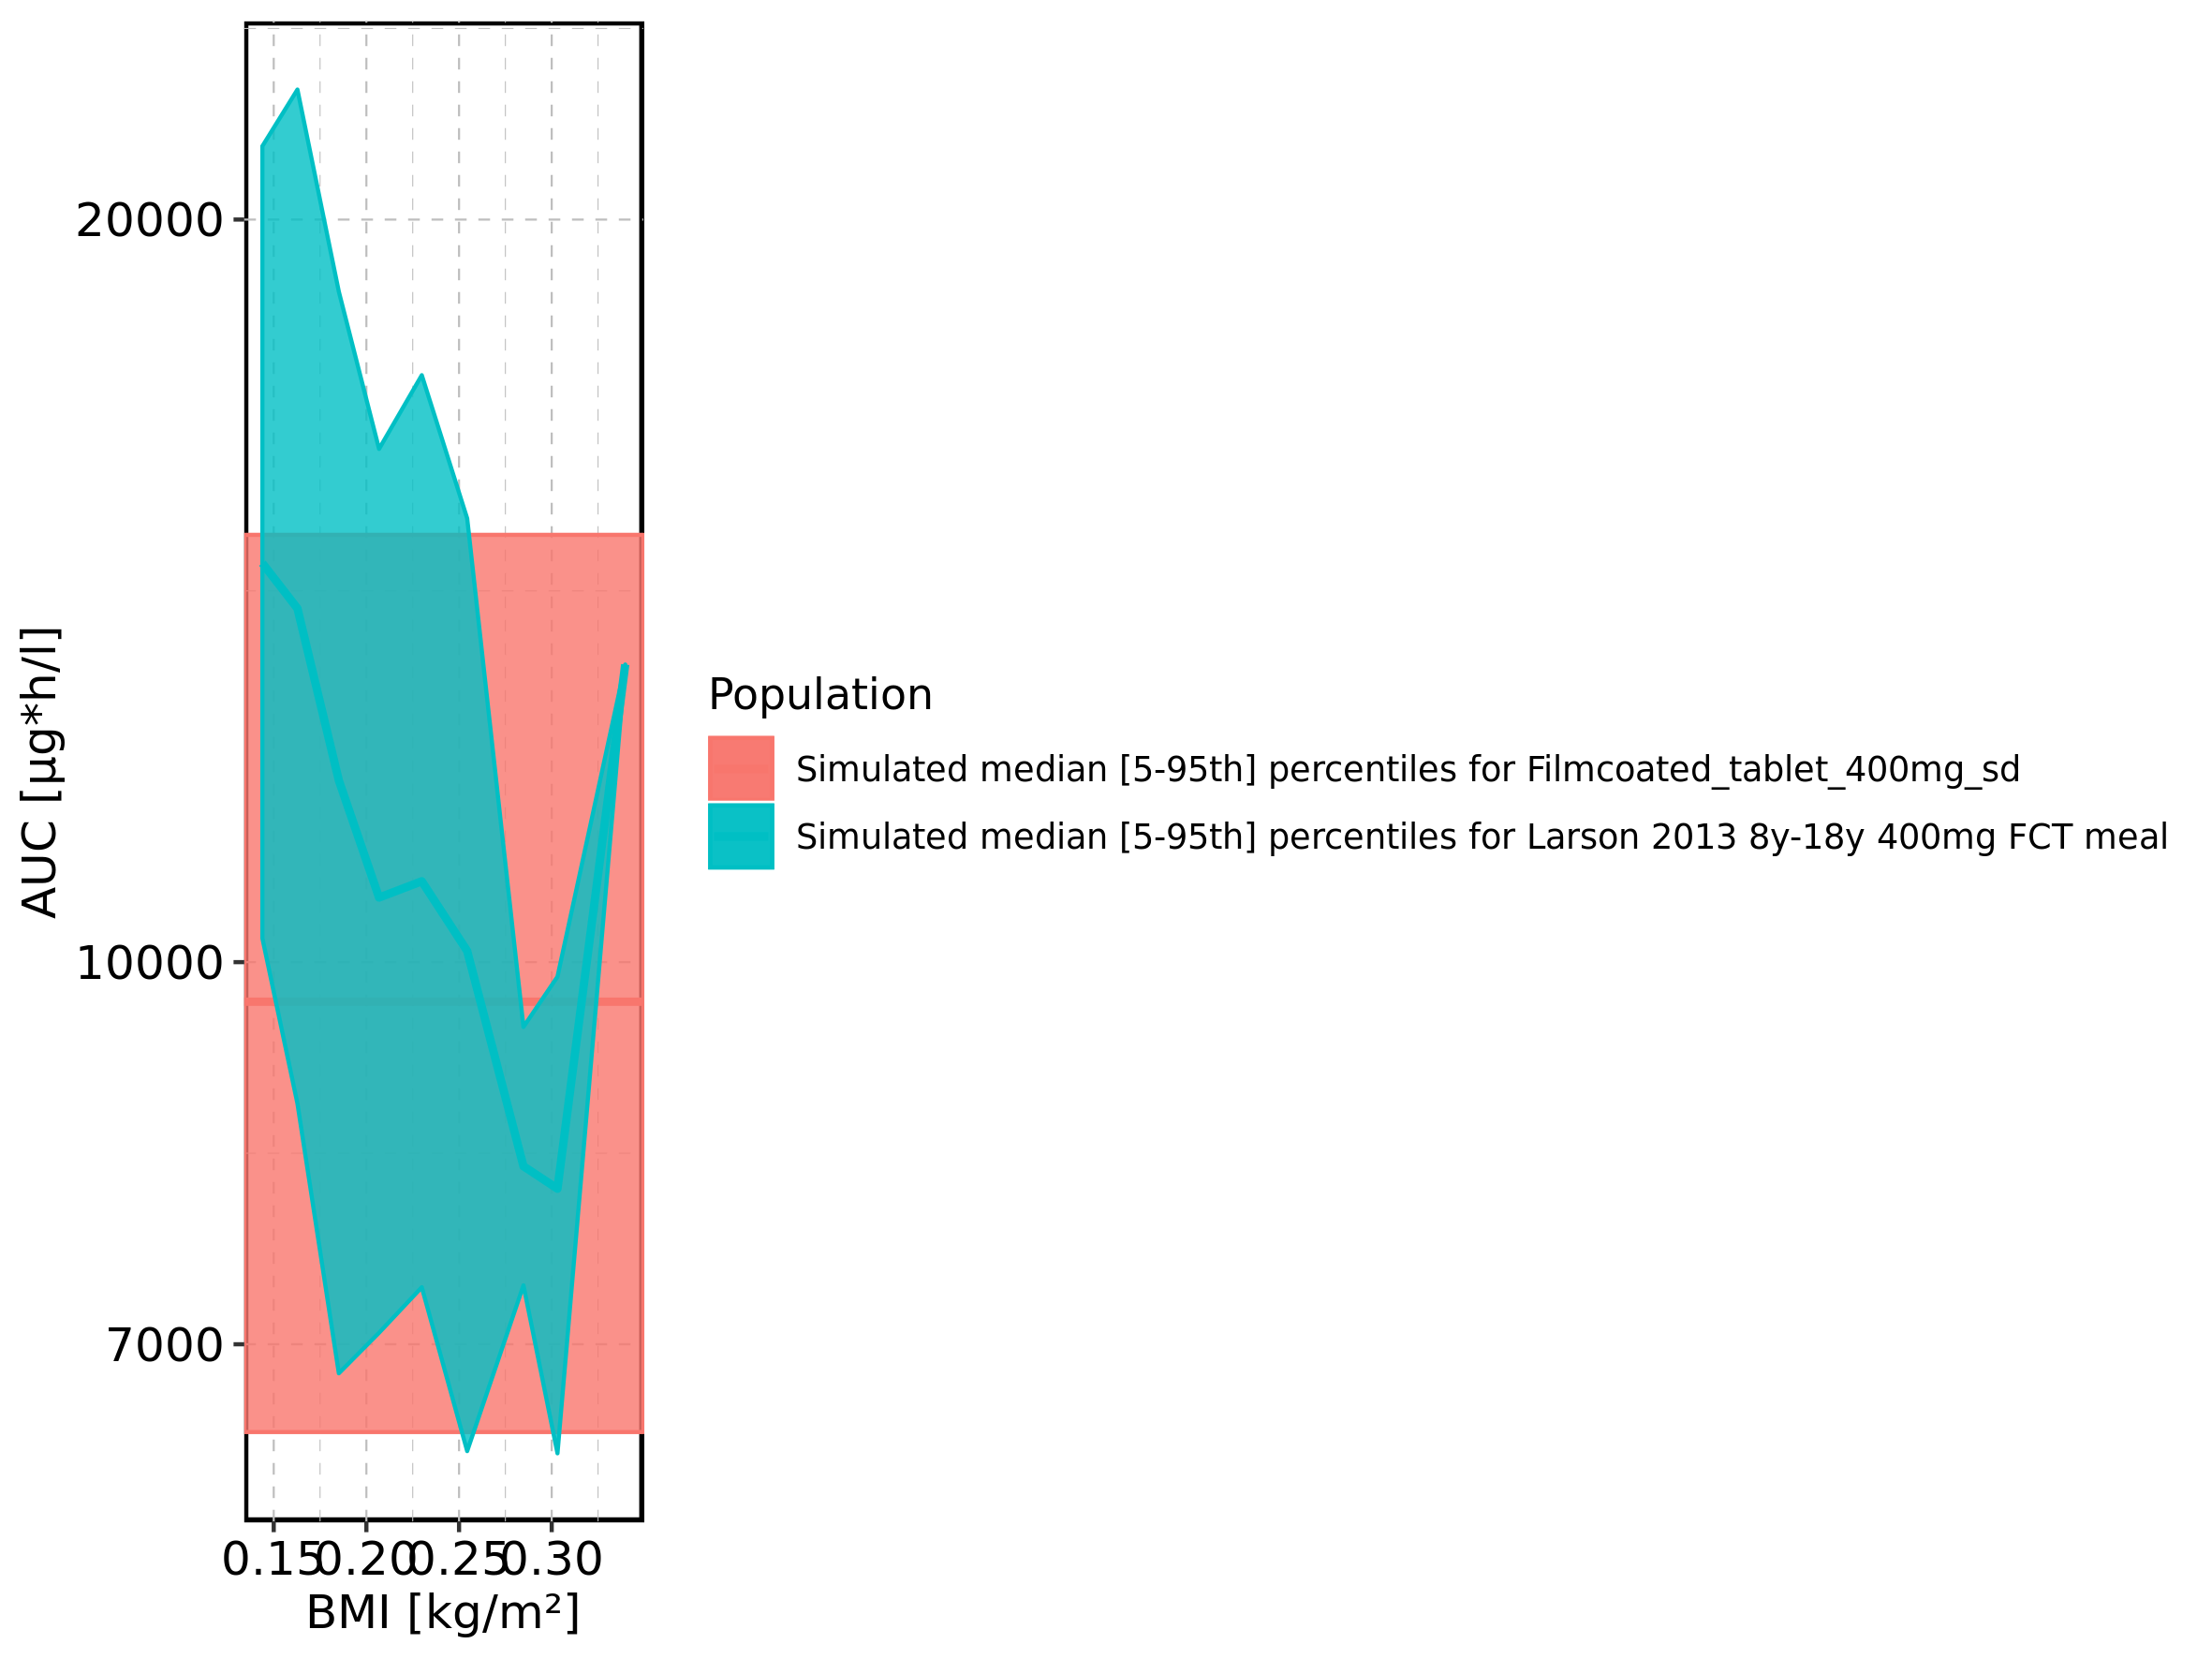 20000
10000
7000
AUC [µg*h/l]
0.15 0.20 0.25 0.30
BMI [kg/m²]
Population
Simulated median [5-95th] percentiles for Filmcoated_tablet_400mg_sd
Simulated median [5-95th] percentiles for Larson 2013 8y-18y 400mg FCT meal